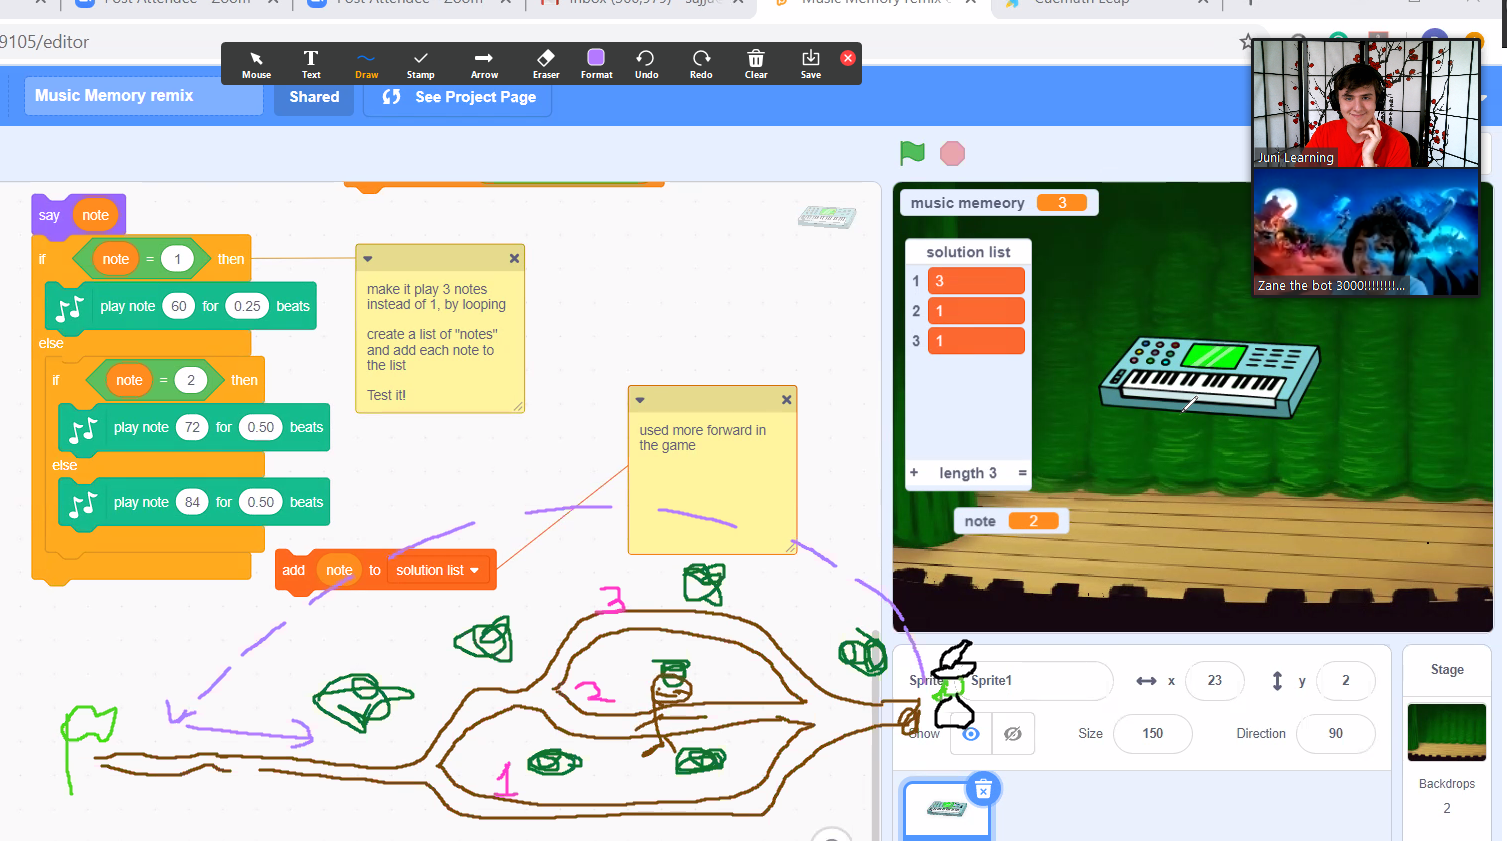 Post Attendee - Zoom
Post Attendee - Zoom
Music Memory remix
Cuemath Leap
9105/editor
Mouse
Text
Draw
Stamp
Arrow
Eraser
Format
Undo
Redo
Clear
Save
Music Memory remix
Shared
See Project Page
Juni Learning
Zane the bot 3000!!!!!!!!...
say note
if note = 1 then
play note 60 for 0.25 beats
else
if note = 2 then
play note 72 for 0.50 beats
else
play note 84 for 0.50 beats
add note to solution list
make it play 3 notes
instead of 1, by looping
create a list of "notes"
and add each note to
the list
Test it!
used more forward in
the game
3
2
1
music memeory 3
solution list
1 3
2 1
3 1
+ length 3 =
note 2
Sprite Sprite1
x 23
y 2
Show
Size 150
Direction 90
Stage
Backdrops
2